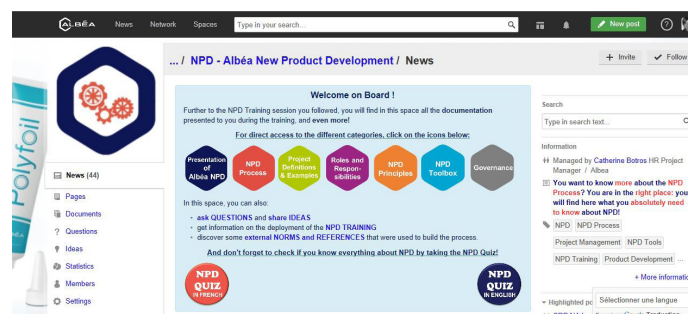 ALBĒA News Network Spaces Type in your search... New post
... / NPD - Albéa New Product Development / News
+ Invite Follow
Welcome on Board !
Further to the NPD Training session you followed, you will find in this space all the documentation
presented to you during the training, and even more!
For direct access to the different categories, click on the icons below:
Presentation
of
Albéa NPD
NPD
Process
Project
Definitions
& Examples
Roles and
Respon-
sibilities
NPD
Principles
NPD
Toolbox
Governance
In this space, you can also:
• ask QUESTIONS and share IDEAS
• get information on the deployment of the NPD TRAINING
• discover some external NORMS and REFERENCES that were used to build the process.
And don't forget to check if you know everything about NPD by taking the NPD Quiz!
NPD
QUIZ
IN FRENCH
NPD
QUIZ
IN ENGLISH
Polyfoil
News (44)
Pages
Documents
? Questions
Ideas
Statistics
Members
Settings
Search
Type in search text...
Information
Managed by Catherine Botros HR Project
Manager / Albea
You want to know more about the NPD
Process? You are in the right place: you
will find here what you absolutely need
to know about NPD!
NPD NPD Process
Project Management NPD Tools
NPD Training Product Development ...
+ More informatio
Highlighted po
Sélectionner une langue